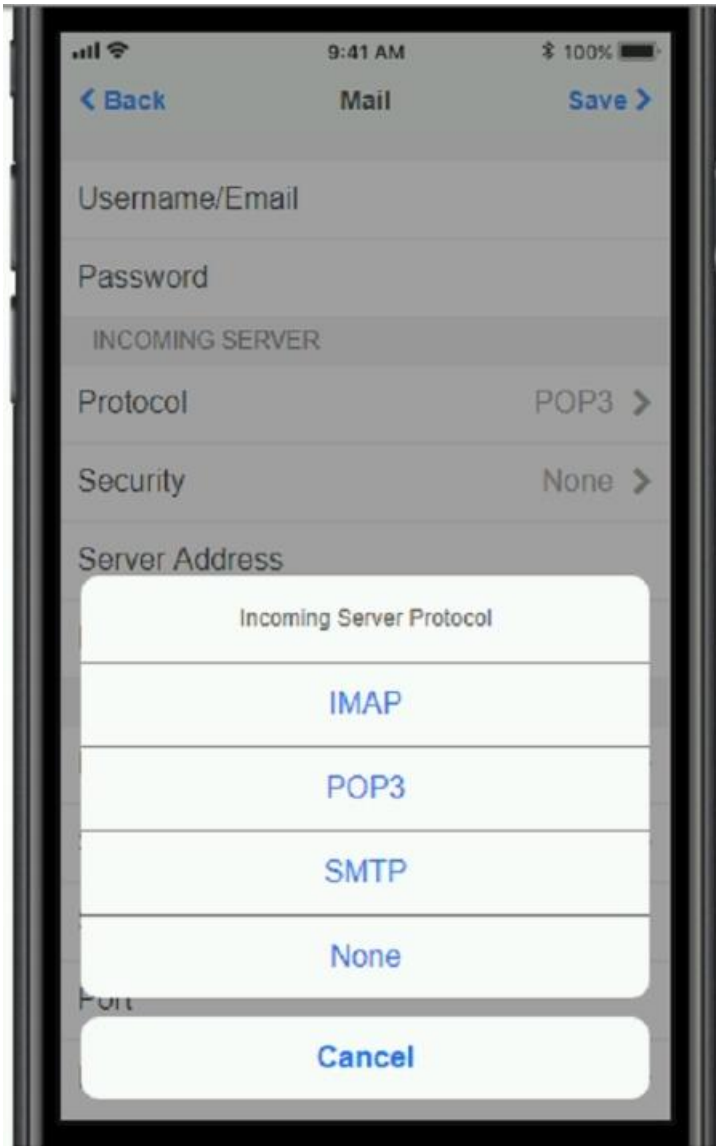 9:41 AM 100%
Back Mail Save
Username/Email
Password
INCOMING SERVER
Protocol POP3
Security None
Server Address
Incoming Server Protocol
IMAP
POP3
SMTP
None
Port
Cancel